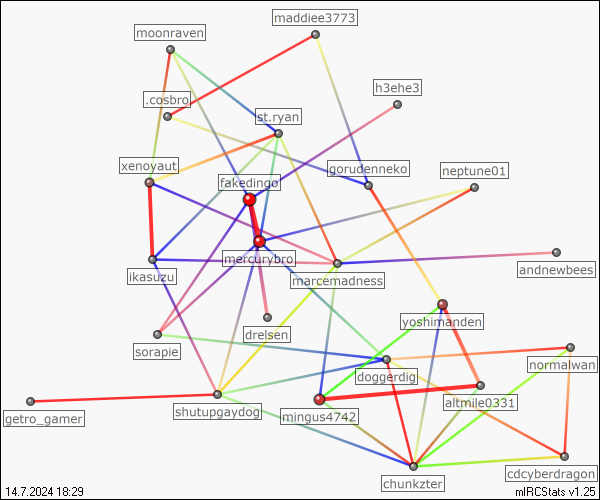 maddiee3773
moonraven
h3ehe3
.cosbro
st.ryan
xenoyaut
gorudenneko
neptune01
fakedingo
mercurybro
andnewbees
ikasuzu
marcemadness
yoshimanden
drelsen
sorapie
normalwan
doggerdig
altmile0331
shutupgaydog
mingus4742
getro_gamer
cdcyberdragon
chunkzter
14.7.2024 18:29
mIRCStats v1.25